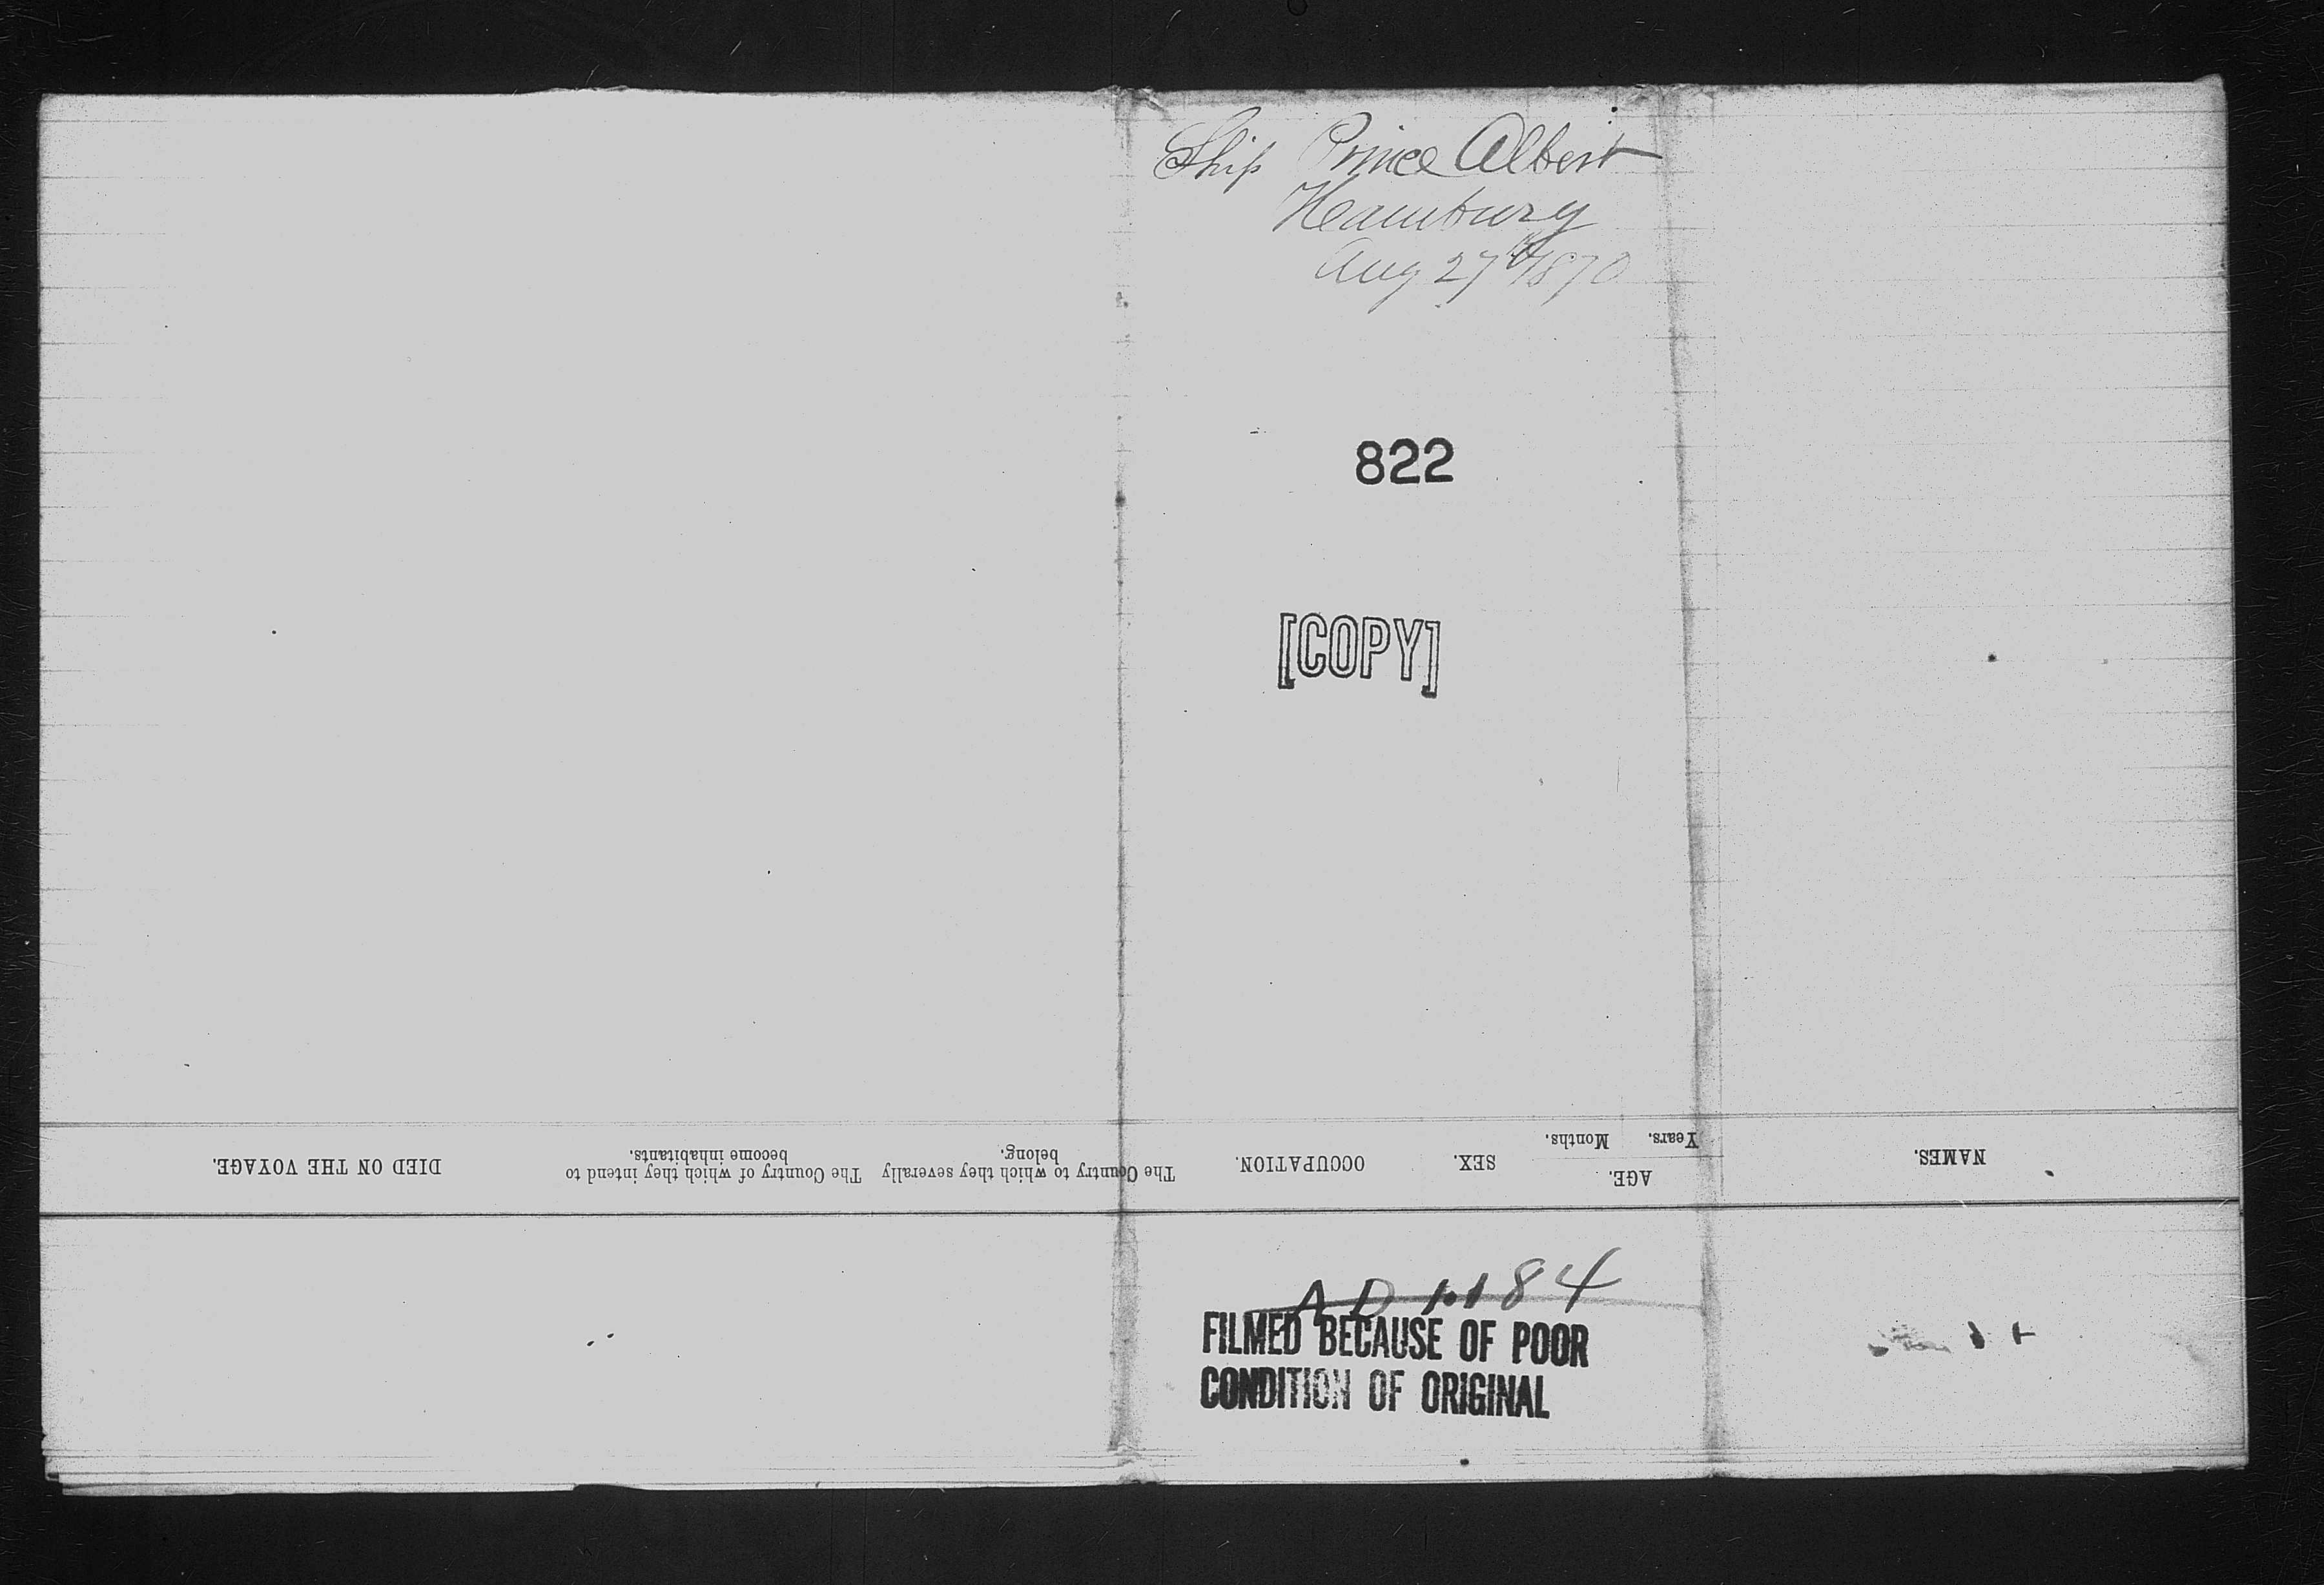 Ship Prince Albert
Hamburg
Aug 27th 1870
822
[COPY]
NAMES.
AGE.
Years. Months.
SEX.
OCCUPATION.
The Country to which they severally
belong.
The Country of which they intend to
become inhabitants.
DIED ON THE VOYAGE.
FILMED BECAUSE OF POOR
CONDITION OF ORIGINAL